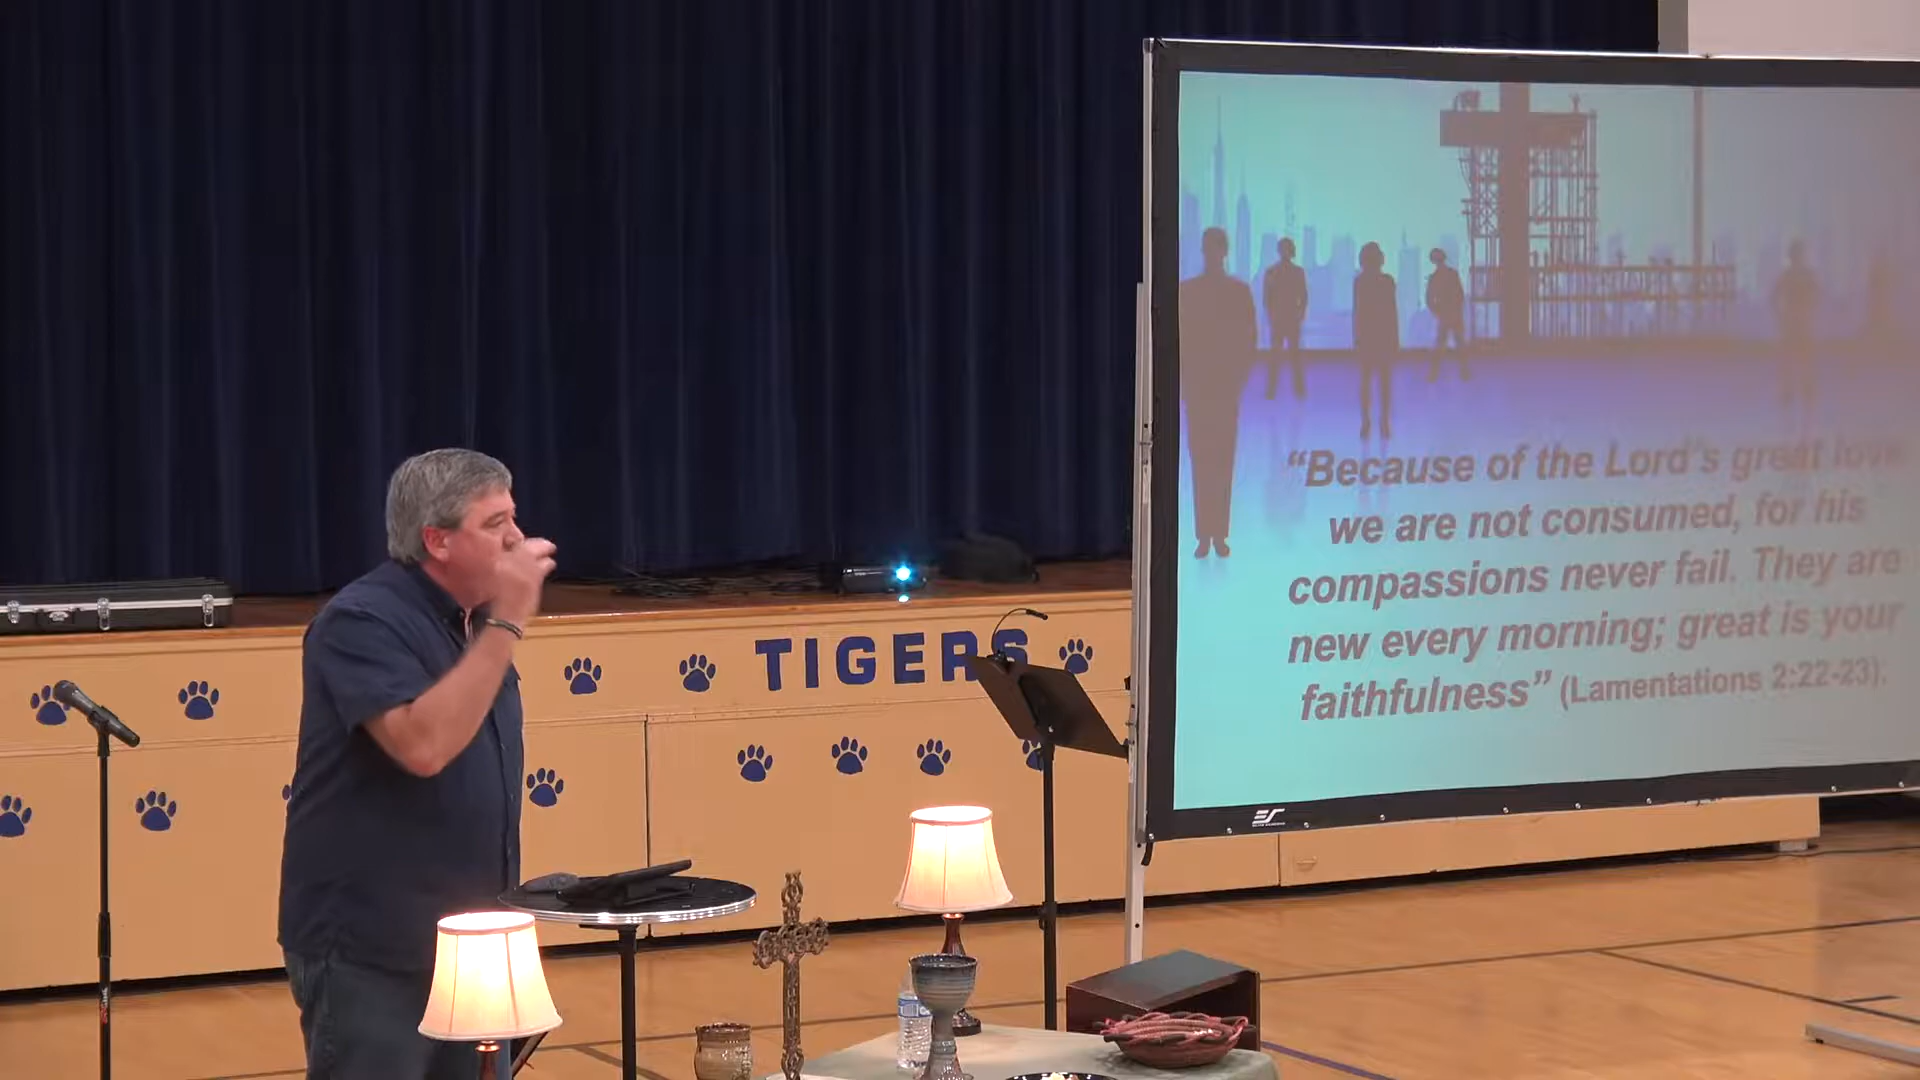 TIGERS
“Because of the Lord’s great love
we are not consumed, for his
compassions never fail. They are
new every morning; great is your
faithfulness” (Lamentations 2:22-23).
ES